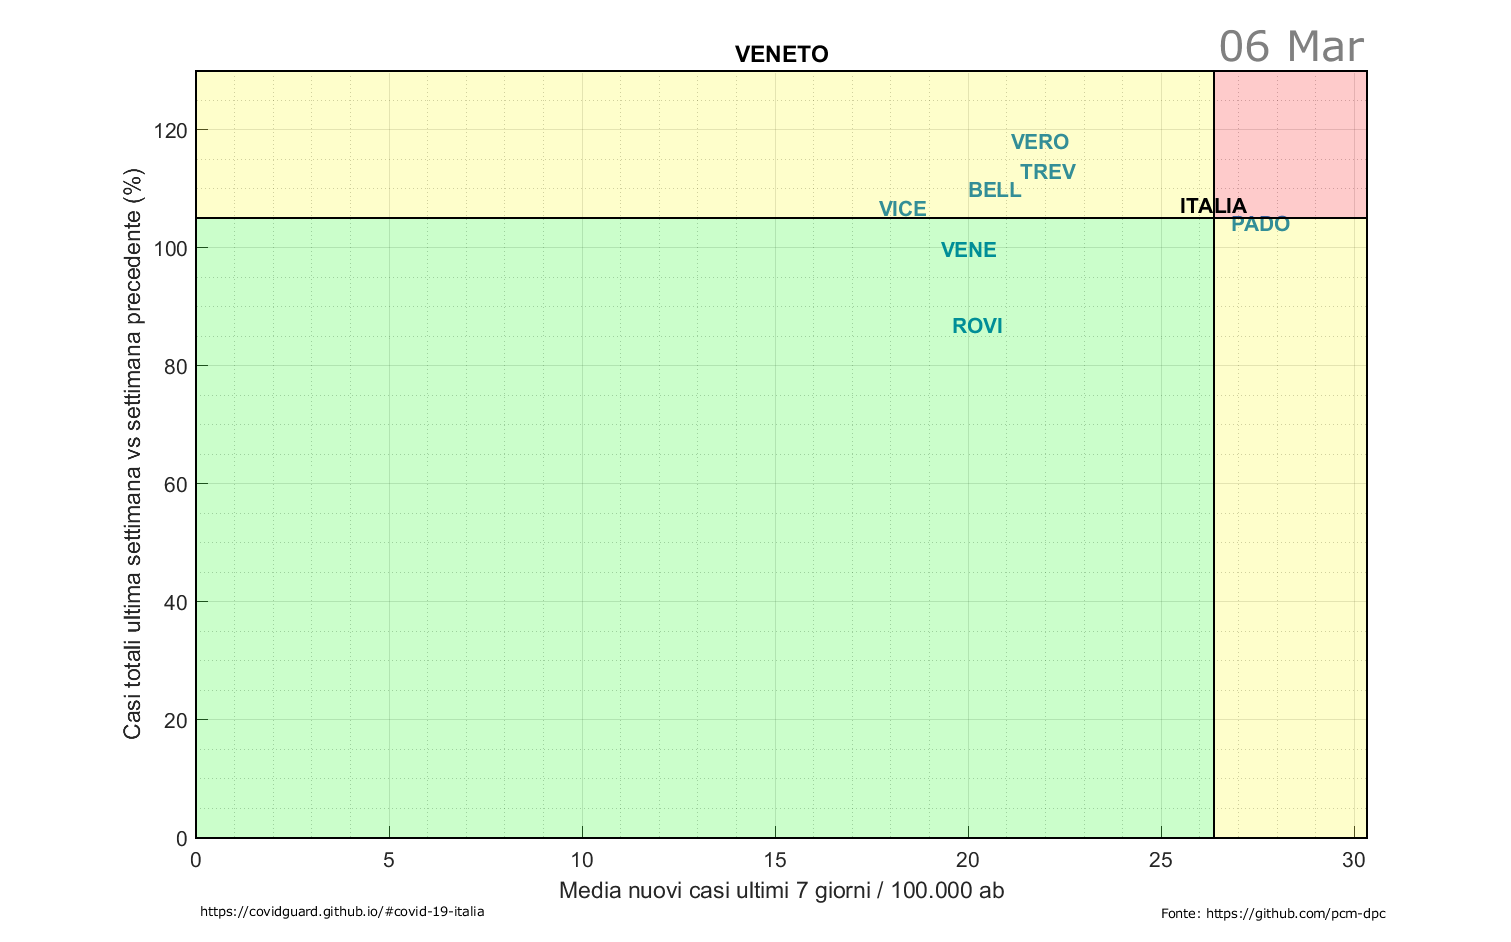 VENETO
06 Mar
Casi totali ultima settimana vs settimana precedente (%)
120
100
80
60
40
20
0
VERO
TREV
BELL
VICE
ITALIA
PADO
VENE
ROVI
0 5 10 15 20 25 30
Media nuovi casi ultimi 7 giorni / 100.000 ab
https://covidguard.github.io/#covid-19-italia
Fonte: https://github.com/pcm-dpc